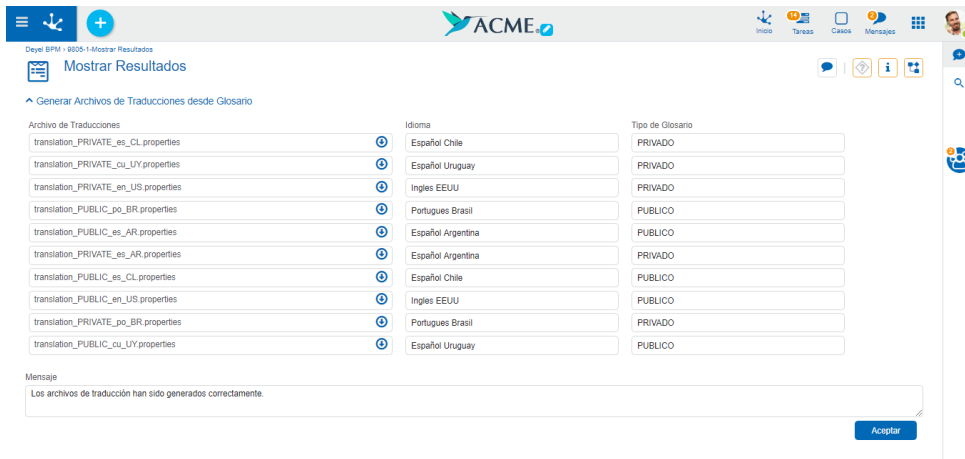 ACME
14
2
Inicio
Tareas
Casos
Mensajes
Deyel BPM › 9805-1-Mostrar Resultados
Mostrar Resultados
Generar Archivos de Traducciones desde Glosario
Archivo de Traducciones Idioma Tipo de Glosario
translation_PRIVATE_es_CL.properties Español Chile PRIVADO
translation_PRIVATE_cu_UY.properties Español Uruguay PRIVADO
translation_PRIVATE_en_US.properties Ingles EEUU PRIVADO
translation_PUBLIC_po_BR.properties Portugues Brasil PUBLICO
translation_PUBLIC_es_AR.properties Español Argentina PUBLICO
translation_PRIVATE_es_AR.properties Español Argentina PRIVADO
translation_PUBLIC_es_CL.properties Español Chile PUBLICO
translation_PUBLIC_en_US.properties Ingles EEUU PUBLICO
translation_PRIVATE_po_BR.properties Portugues Brasil PRIVADO
translation_PUBLIC_cu_UY.properties Español Uruguay PUBLICO
Mensaje
Los archivos de traducción han sido generados correctamente.
Aceptar